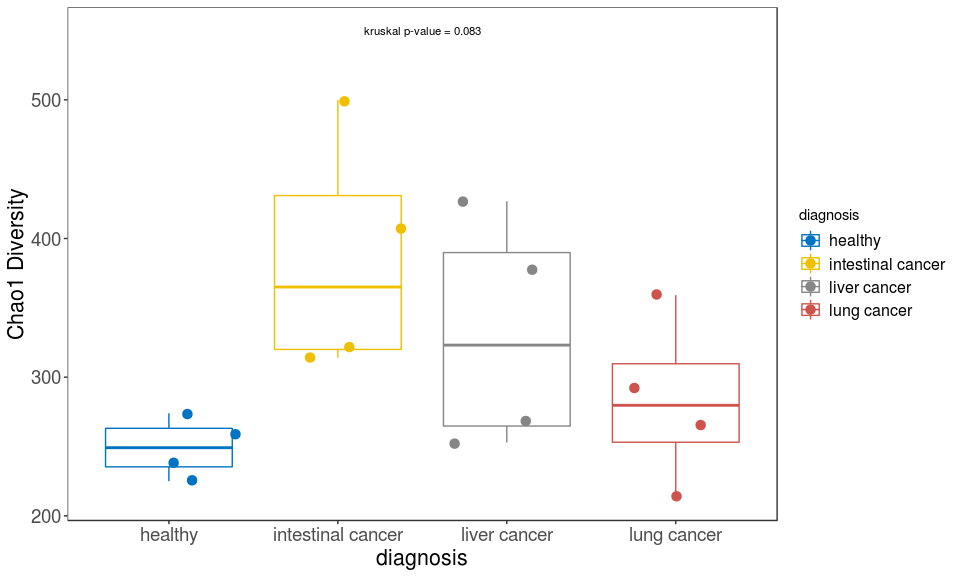 kruskal p-value = 0.083
500
400
300
200
Chao1 Diversity
healthy
intestinal cancer
liver cancer
lung cancer
diagnosis
diagnosis
healthy
intestinal cancer
liver cancer
lung cancer